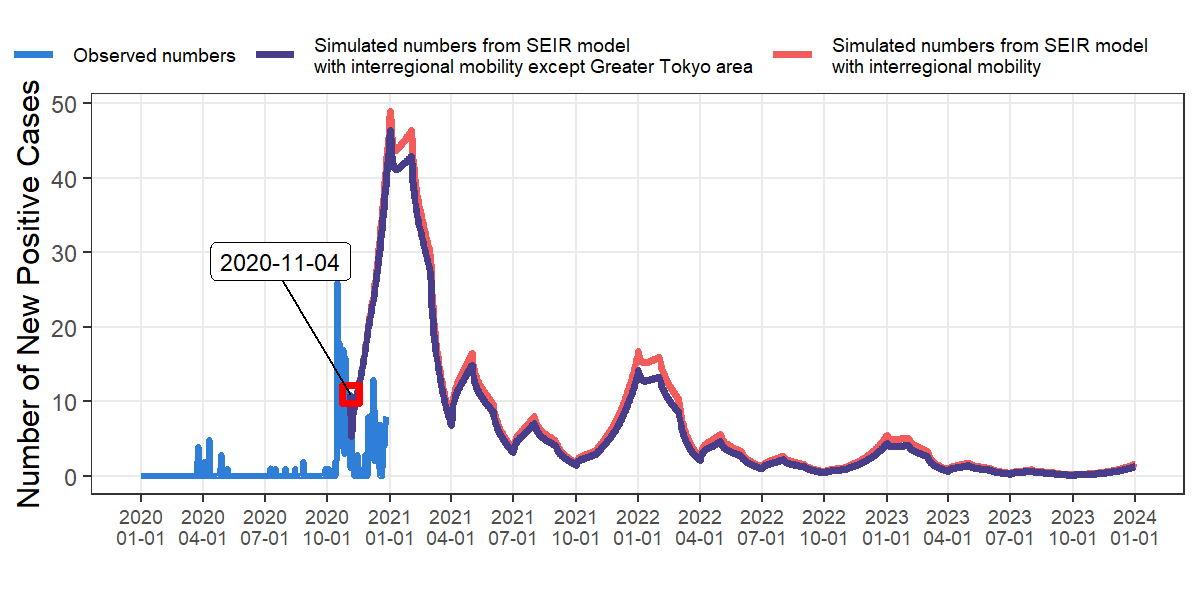 Observed numbers
Simulated numbers from SEIR model
with interregional mobility except Greater Tokyo area
Simulated numbers from SEIR model
with interregional mobility
Number of New Positive Cases
50
40
30
20
10
0
2020-11-04
2020 2020 2020 2020 2021 2021 2021 2021 2022 2022 2022 2022 2023 2023 2023 2023 2024
01-01 04-01 07-01 10-01 01-01 04-01 07-01 10-01 01-01 04-01 07-01 10-01 01-01 04-01 07-01 10-01 01-01